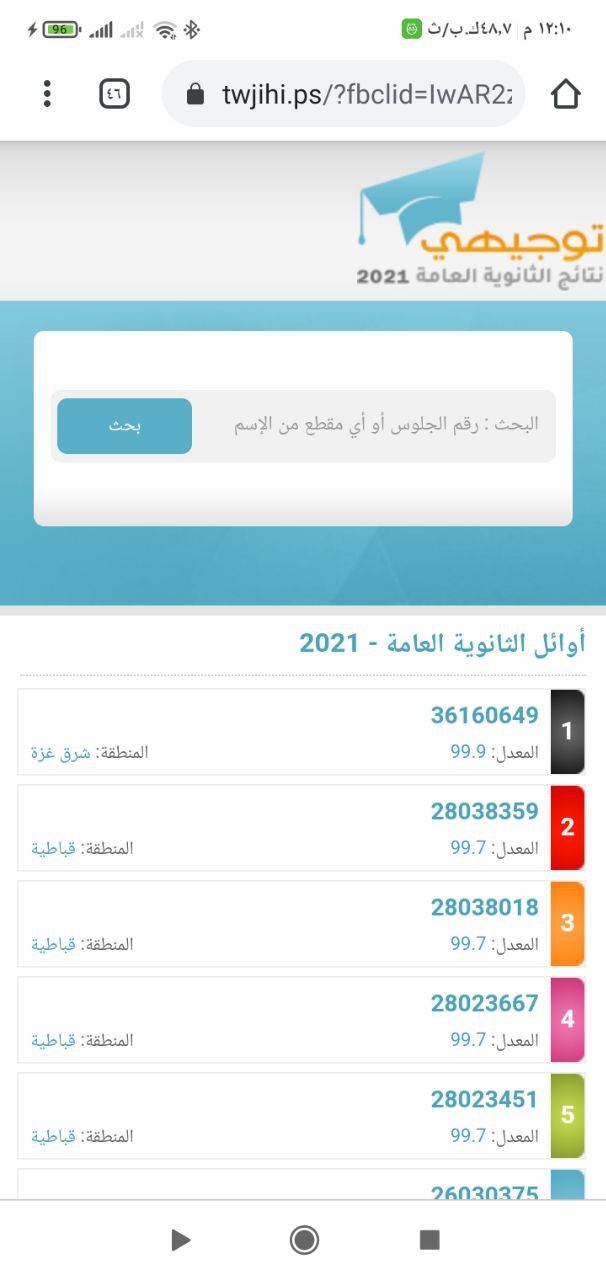 ١٢:١٠ م ٤٨,٧ك.ب/ث
96
twjihi.ps/?fbclid=IwAR2z
٤٦
توجيهي
نتائج الثانوية العامة 2021
البحث : رقم الجلوس أو أي مقطع من الإسم
بحث
أوائل الثانوية العامة - 2021
1
36160649
المعدل: 99.9 المنطقة: شرق غزة
2
28038359
المعدل: 99.7 المنطقة: قباطية
3
28038018
المعدل: 99.7 المنطقة: قباطية
4
28023667
المعدل: 99.7 المنطقة: قباطية
5
28023451
المعدل: 99.7 المنطقة: قباطية
26030375